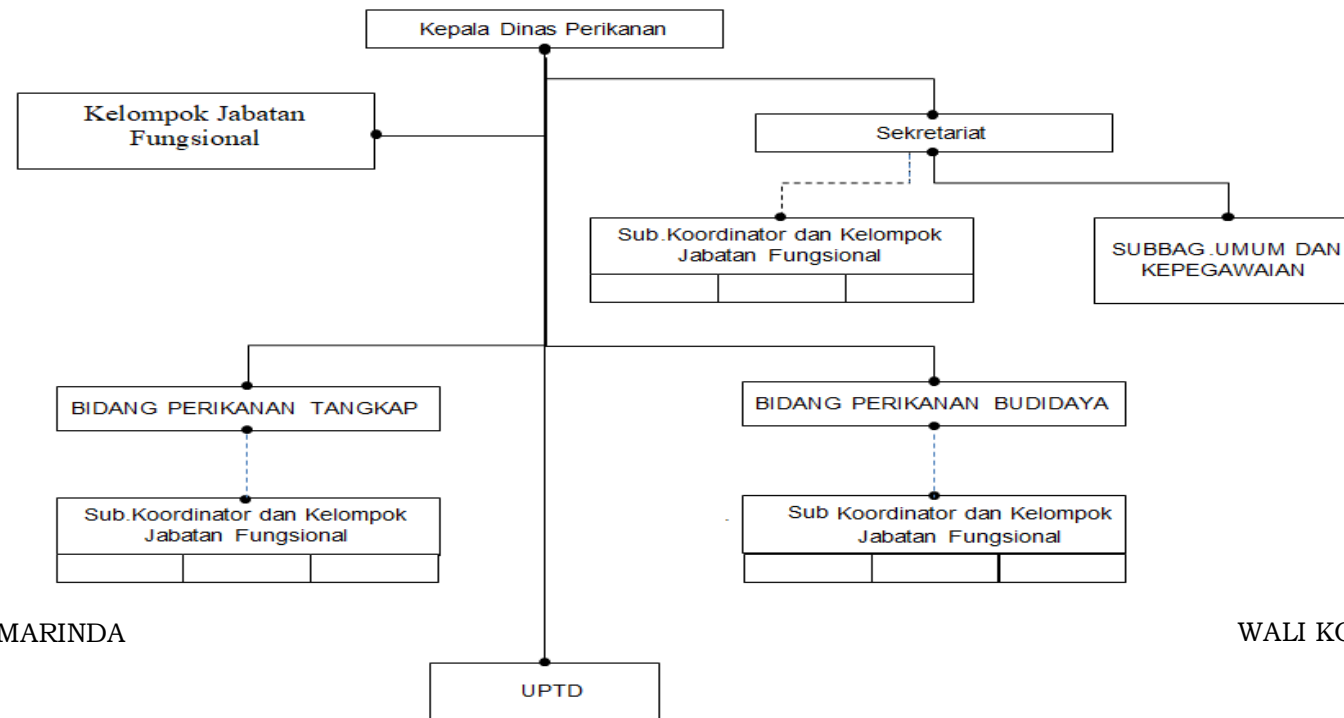 Kepala Dinas Perikanan
Kelompok Jabatan
Fungsional
Sekretariat
Sub.Koordinator dan Kelompok
Jabatan Fungsional
SUBBAG.UMUM DAN
KEPEGAWAIAN
BIDANG PERIKANAN TANGKAP
BIDANG PERIKANAN BUDIDAYA
Sub.Koordinator dan Kelompok
Jabatan Fungsional
Sub Koordinator dan Kelompok
Jabatan Fungsional
MARINDA
WALI KO
UPTD